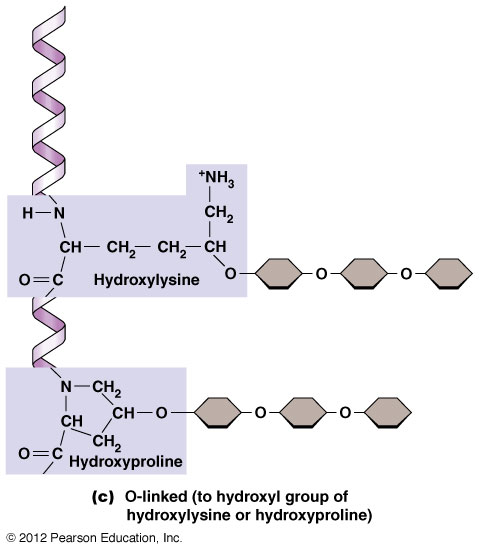 ⁺NH₃
H—N
CH₂
CH—CH₂—CH₂—CH
O=C
Hydroxylysine
O
O
O
N—CH₂
CH
CH—O
O
O
CH₂
O=C
Hydroxyproline
(c) O-linked (to hydroxyl group of
hydroxylysine or hydroxyproline)
© 2012 Pearson Education, Inc.